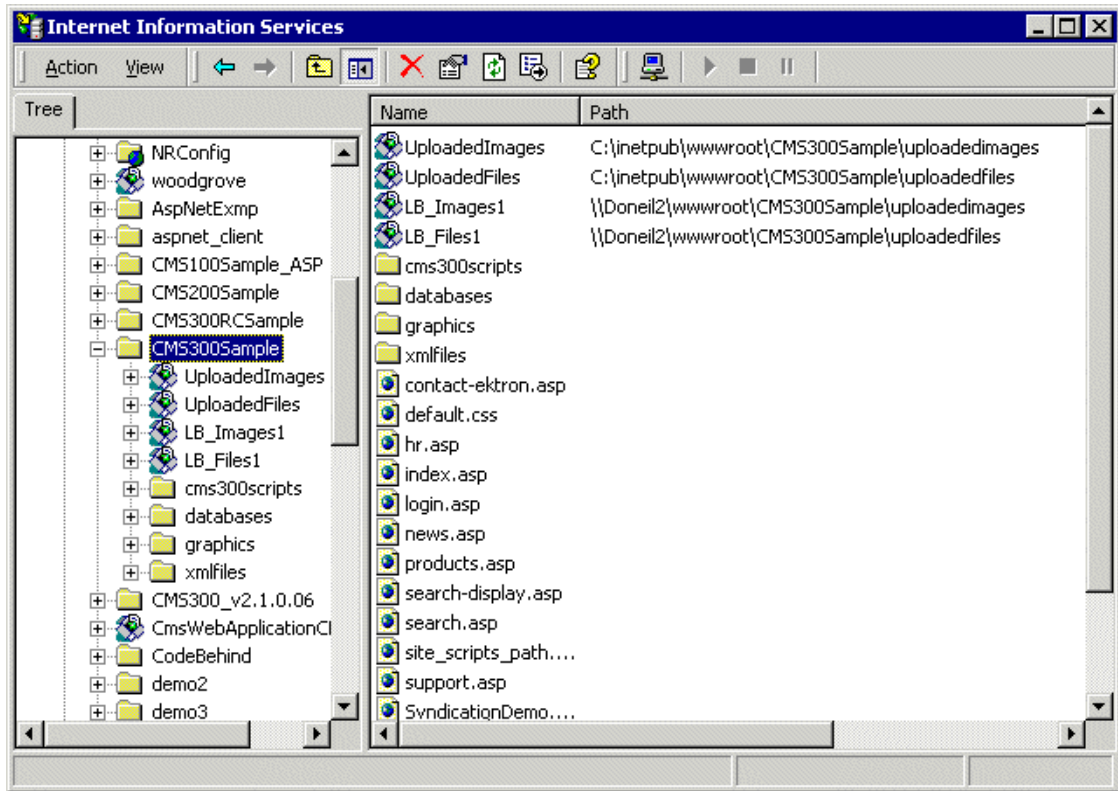 Internet Information Services
Action View
Tree
NRConfig
woodgrove
AspNetExmp
aspnet_client
CMS100Sample_ASP
CMS200Sample
CMS300RCSample
CMS300Sample
UploadedImages
UploadedFiles
LB_Images1
LB_Files1
cms300scripts
databases
graphics
xmlfiles
CMS300_v2.1.0.06
CmsWebApplicationCl
CodeBehind
demo2
demo3
Name Path
UploadedImages C:\inetpub\wwwroot\CMS300Sample\uploadedimages
UploadedFiles C:\inetpub\wwwroot\CMS300Sample\uploadedfiles
LB_Images1 \\Doneil2\wwwroot\CMS300Sample\uploadedimages
LB_Files1 \\Doneil2\wwwroot\CMS300Sample\uploadedfiles
cms300scripts
databases
graphics
xmlfiles
contact-ektron.asp
default.css
hr.asp
index.asp
login.asp
news.asp
products.asp
search-display.asp
search.asp
site_scripts_path....
support.asp
SyndicationDemo....